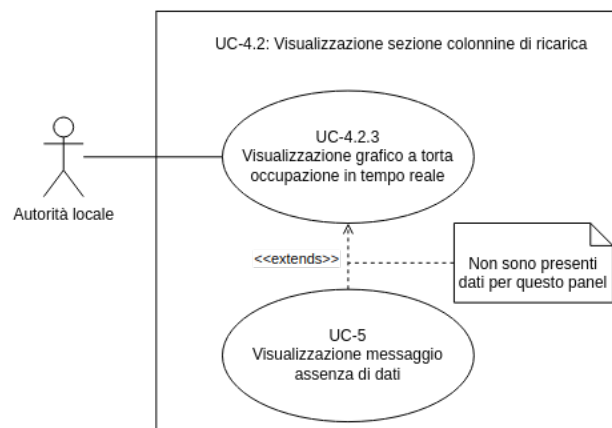 UC-4.2: Visualizzazione sezione colonnine di ricarica
UC-4.2.3
Visualizzazione grafico a torta
occupazione in tempo reale
Autorità locale
<<extends>>
Non sono presenti
dati per questo panel
UC-5
Visualizzazione messaggio
assenza di dati